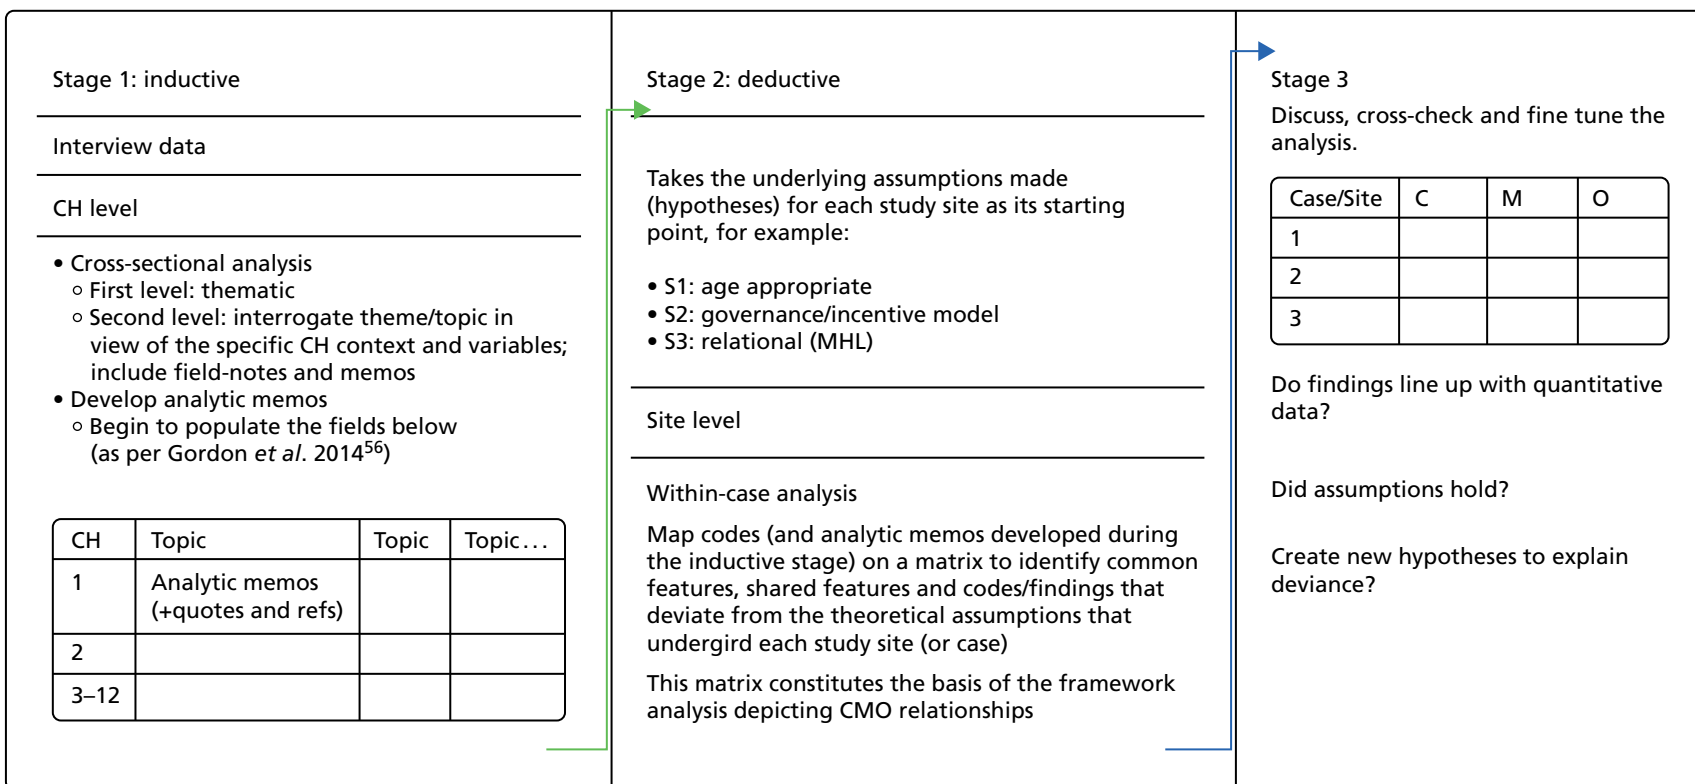 Stage 1: inductive
Interview data
CH level
• Cross-sectional analysis
○ First level: thematic
○ Second level: interrogate theme/topic in
view of the specific CH context and variables;
include field-notes and memos
• Develop analytic memos
○ Begin to populate the fields below
(as per Gordon et al. 2014⁵⁶)
CH Topic Topic Topic...
1 Analytic memos
(+quotes and refs)
2
3–12
Stage 2: deductive
Takes the underlying assumptions made
(hypotheses) for each study site as its starting
point, for example:
• S1: age appropriate
• S2: governance/incentive model
• S3: relational (MHL)
Site level
Within-case analysis
Map codes (and analytic memos developed during
the inductive stage) on a matrix to identify common
features, shared features and codes/findings that
deviate from the theoretical assumptions that
undergird each study site (or case)
This matrix constitutes the basis of the framework
analysis depicting CMO relationships
Stage 3
Discuss, cross-check and fine tune the
analysis.
Case/Site C M O
1
2
3
Do findings line up with quantitative
data?
Did assumptions hold?
Create new hypotheses to explain
deviance?